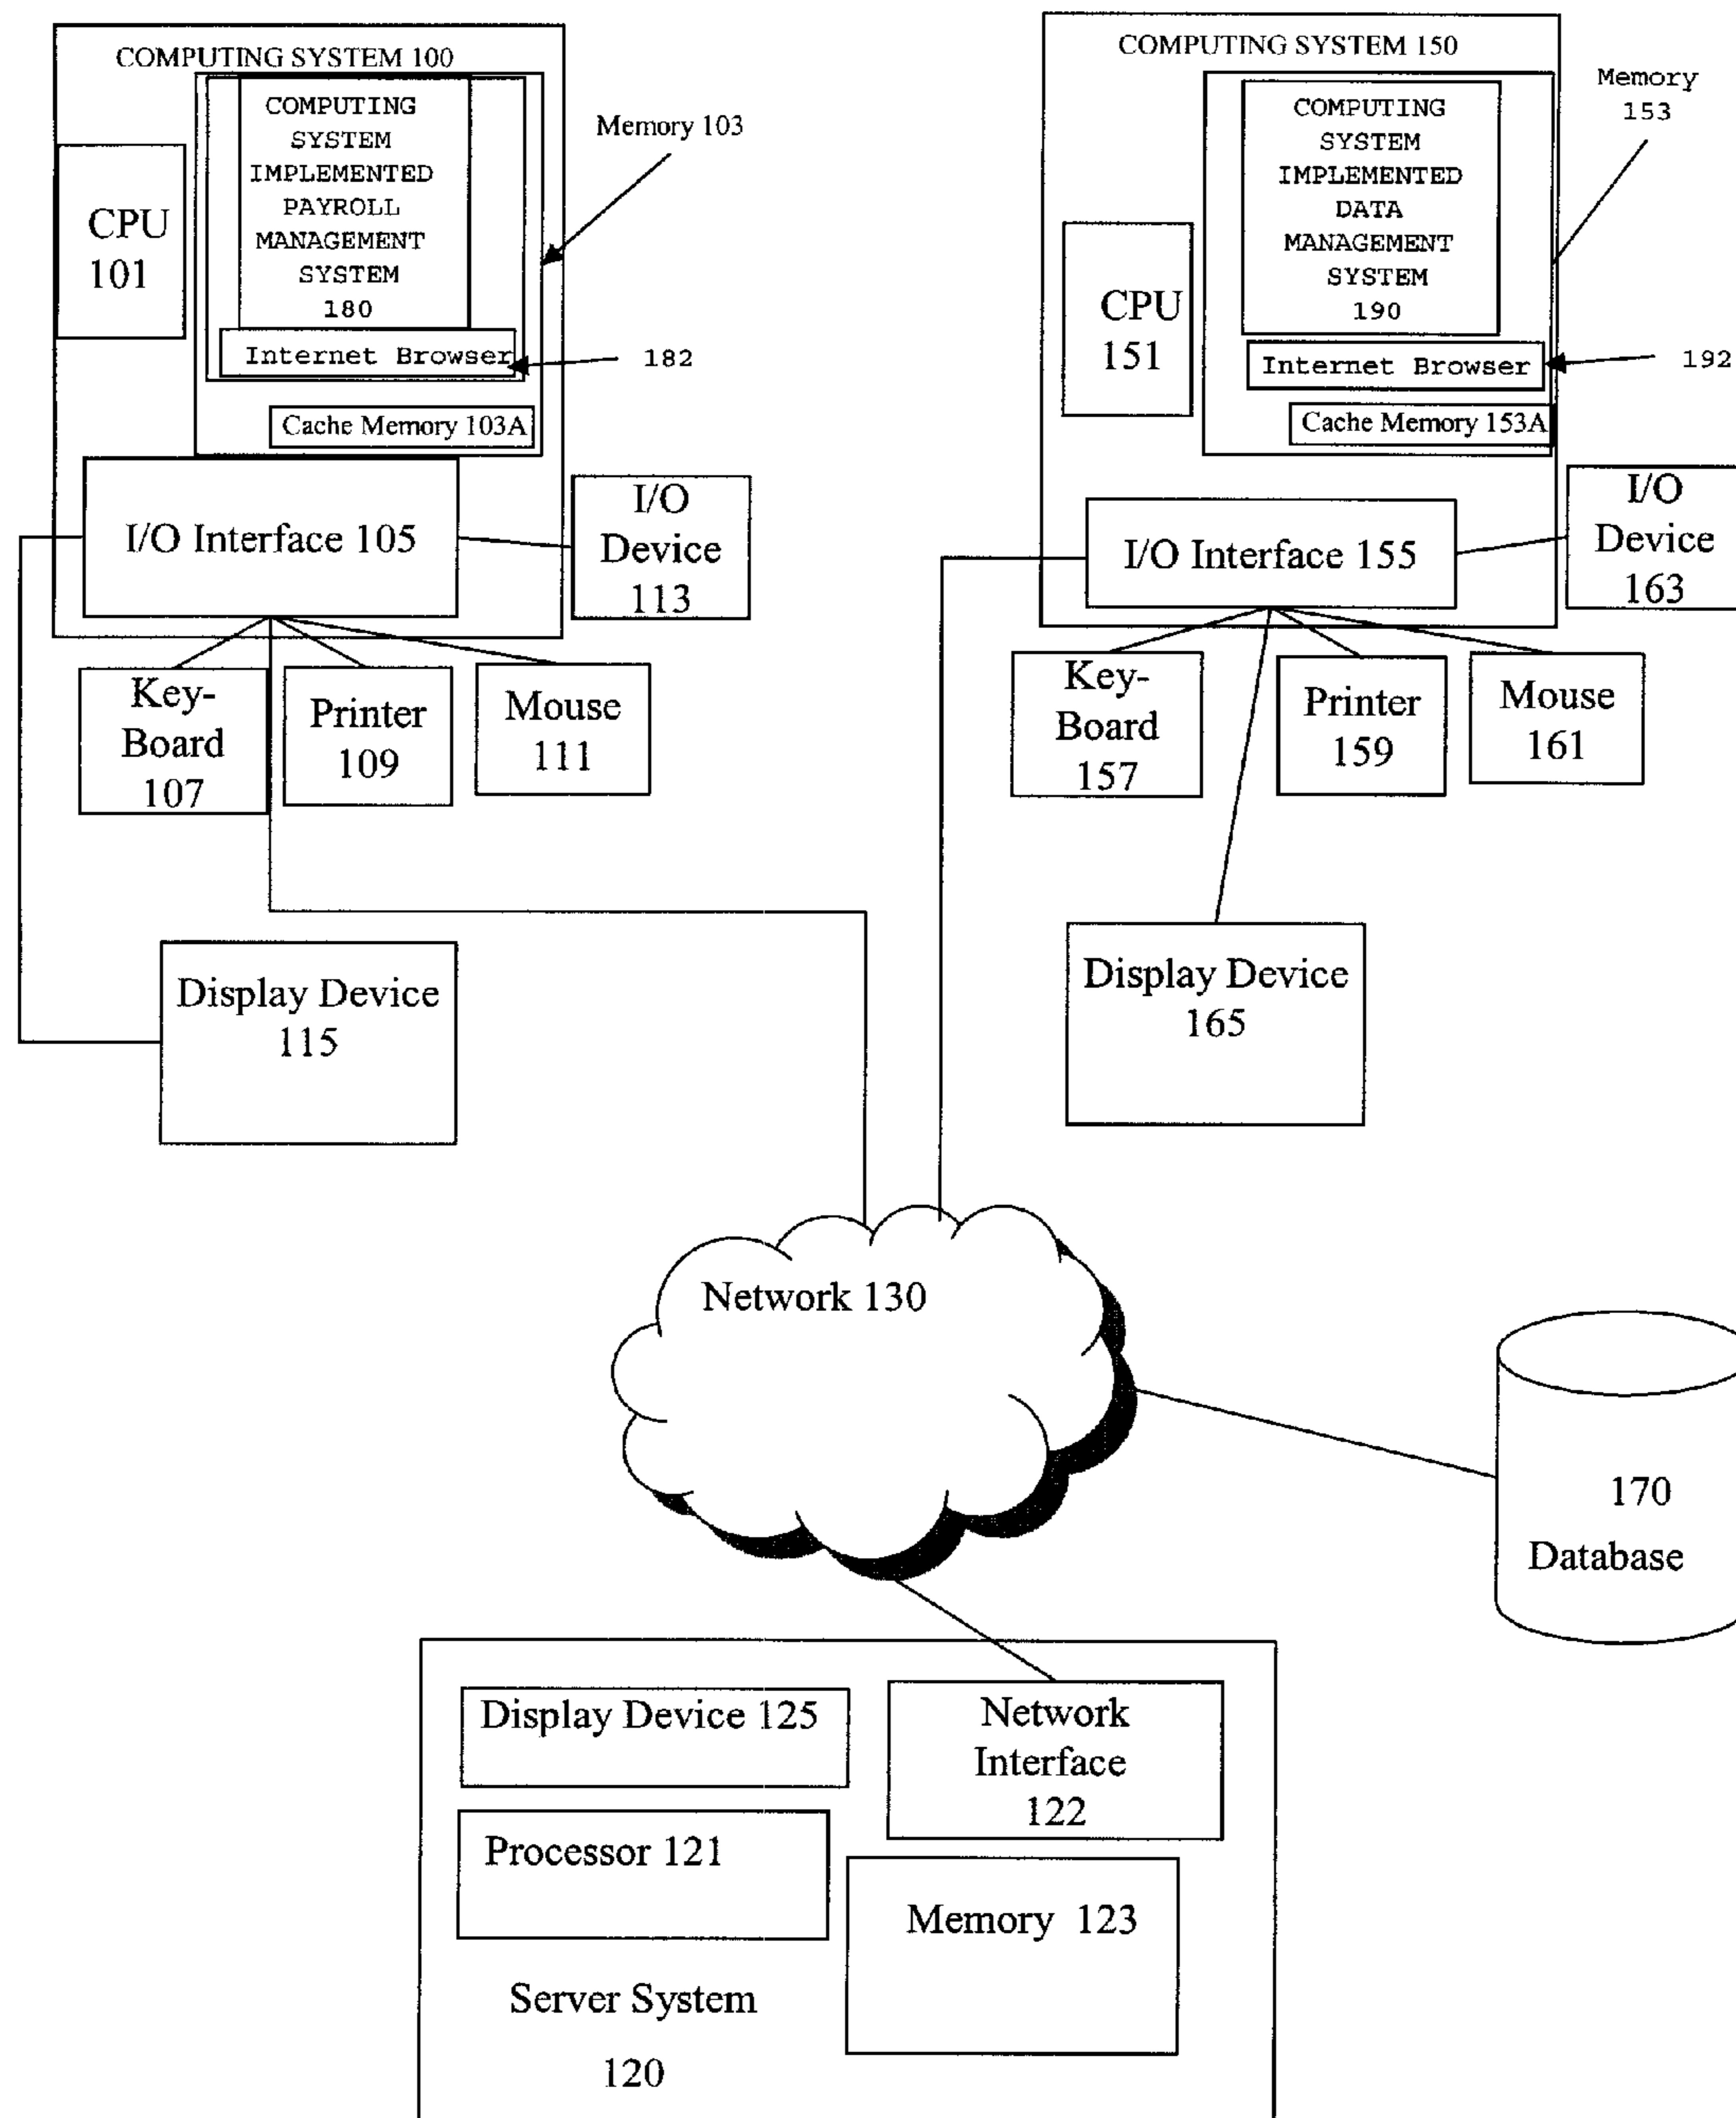 COMPUTING SYSTEM 100
COMPUTING
SYSTEM
IMPLEMENTED
PAYROLL
MANAGEMENT
SYSTEM
180
Internet Browser
182
Cache Memory 103A
Memory 103
CPU
101
I/O Interface 105
I/O
Device
113
Key-
Board
107
Printer
109
Mouse
111
Display Device
115
COMPUTING SYSTEM 150
COMPUTING
SYSTEM
IMPLEMENTED
DATA
MANAGEMENT
SYSTEM
190
Internet Browser
192
Cache Memory 153A
Memory
153
CPU
151
I/O Interface 155
I/O
Device
163
Key-
Board
157
Printer
159
Mouse
161
Display Device
165
Network 130
170
Database
Display Device 125
Network
Interface
122
Processor 121
Memory 123
Server System
120